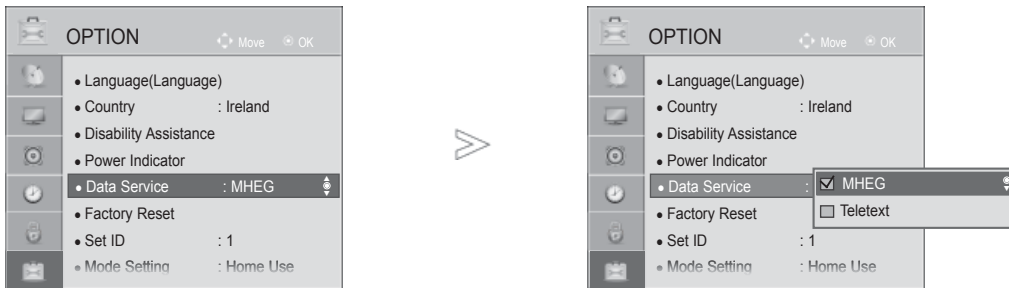 OPTION
Move OK
• Language(Language)
• Country : Ireland
• Disability Assistance
• Power Indicator
• Data Service : MHEG
• Factory Reset
• Set ID : 1
• Mode Setting : Home Use
OPTION
Move OK
• Language(Language)
• Country : Ireland
• Disability Assistance
• Power Indicator
• Data Service :
MHEG
Teletext
• Factory Reset
• Set ID : 1
• Mode Setting : Home Use